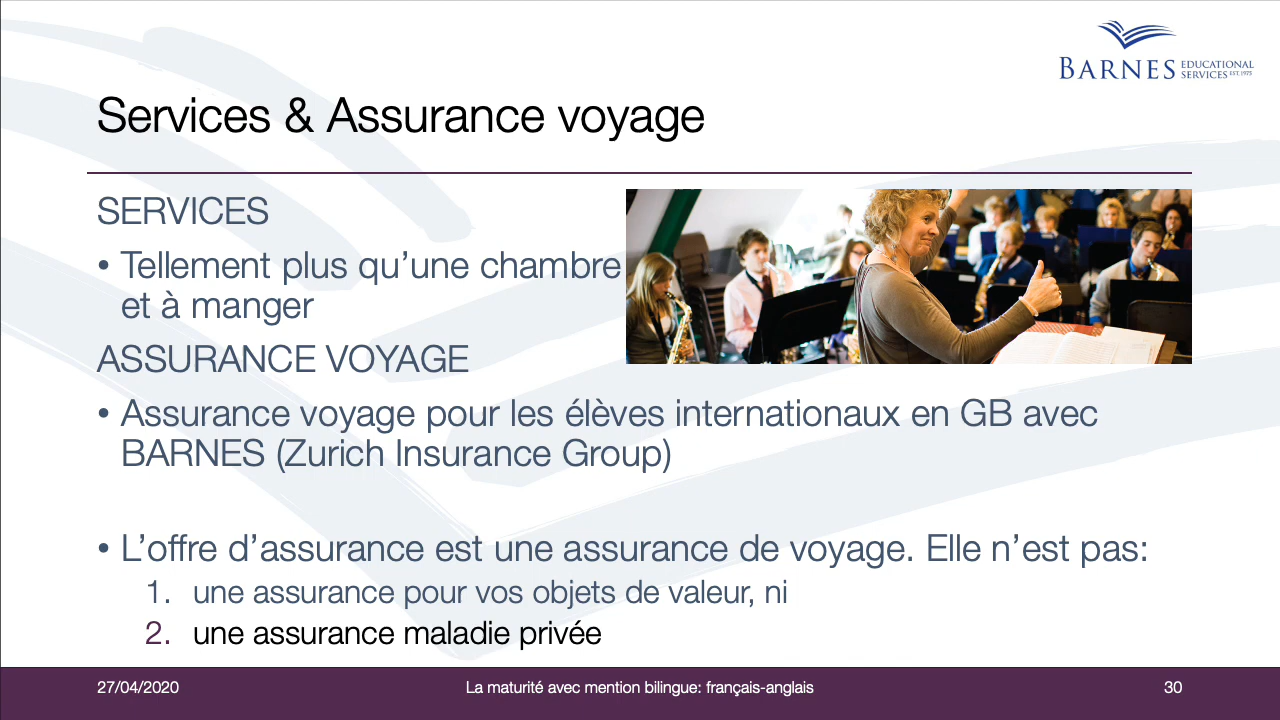 BARNES EDUCATIONAL
SERVICES EST. 1975
Services & Assurance voyage
SERVICES
• Tellement plus qu’une chambre
et à manger
ASSURANCE VOYAGE
• Assurance voyage pour les élèves internationaux en GB avec
BARNES (Zurich Insurance Group)
• L’offre d’assurance est une assurance de voyage. Elle n’est pas:
1. une assurance pour vos objets de valeur, ni
2. une assurance maladie privée
27/04/2020
La maturité avec mention bilingue: français-anglais
30